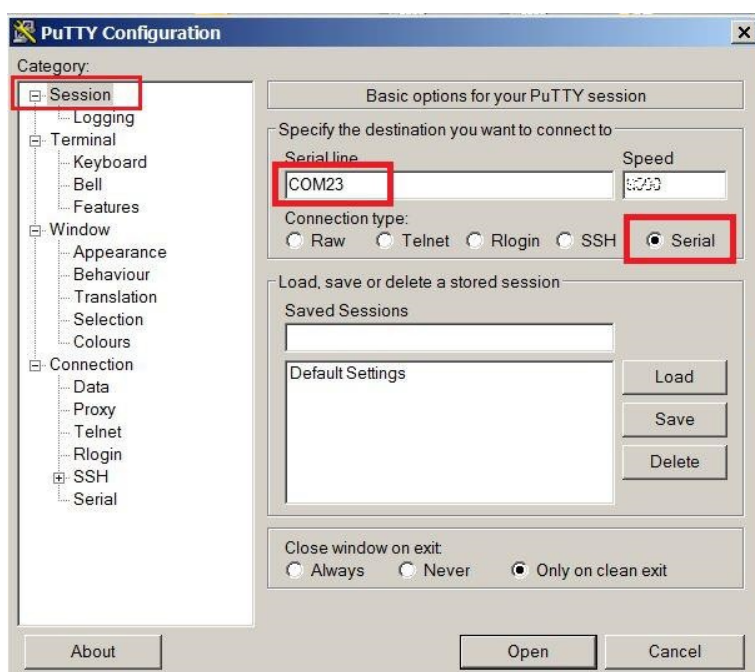 PuTTY Configuration
Category:
Session
Logging
Terminal
Keyboard
Bell
Features
Window
Appearance
Behaviour
Translation
Selection
Colours
Connection
Data
Proxy
Telnet
Rlogin
SSH
Serial
Basic options for your PuTTY session
Specify the destination you want to connect to
Serial line
Speed
COM23
Connection type:
Raw Telnet Rlogin SSH Serial
Load, save or delete a stored session
Saved Sessions
Default Settings
Load
Save
Delete
Close window on exit:
Always Never Only on clean exit
About
Open
Cancel